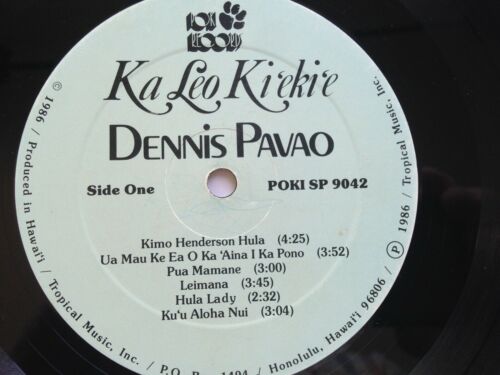 POKI
RECORDS
Ka Leo Ki'eki'e
DENNIS PAVAO
Side One
POKI SP 9042
Kimo Henderson Hula (4:25)
Ua Mau Ke Ea O Ka 'Aina I Ka Pono (3:52)
Pua Mamane (3:00)
Leimana (3:45)
Hula Lady (2:32)
Ku'u Aloha Nui (3:04)
© 1986 / Produced in Hawai'i / Tropical Music, Inc. / P.O. Box 1494 / Honolulu, Hawai'i 96806 / Ⓟ 1986 / Tropical Music, Inc.